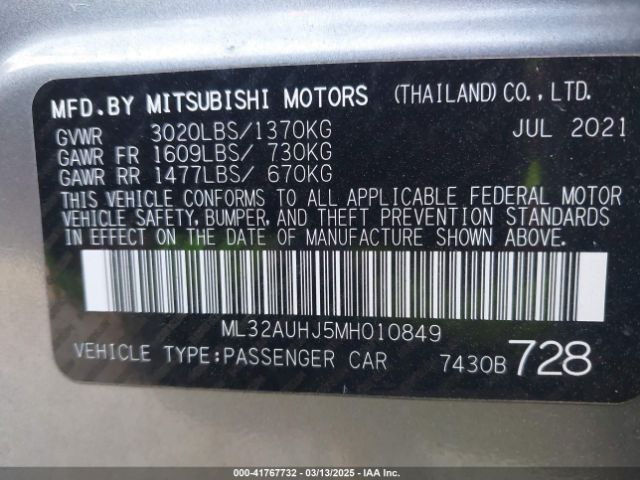 MFD.BY MITSUBISHI MOTORS (THAILAND) CO., LTD.
GVWR 3020LBS/1370KG JUL 2021
GAWR FR 1609LBS/ 730KG
GAWR RR 1477LBS/ 670KG
THIS VEHICLE CONFORMS TO ALL APPLICABLE FEDERAL MOTOR
VEHICLE SAFETY, BUMPER, AND THEFT PREVENTION STANDARDS
IN EFFECT ON THE DATE OF MANUFACTURE SHOWN ABOVE.
ML32AUHJ5MH010849
VEHICLE TYPE:PASSENGER CAR 7430B 728
000-41767732 — 03/13/2025 — IAAI.COM